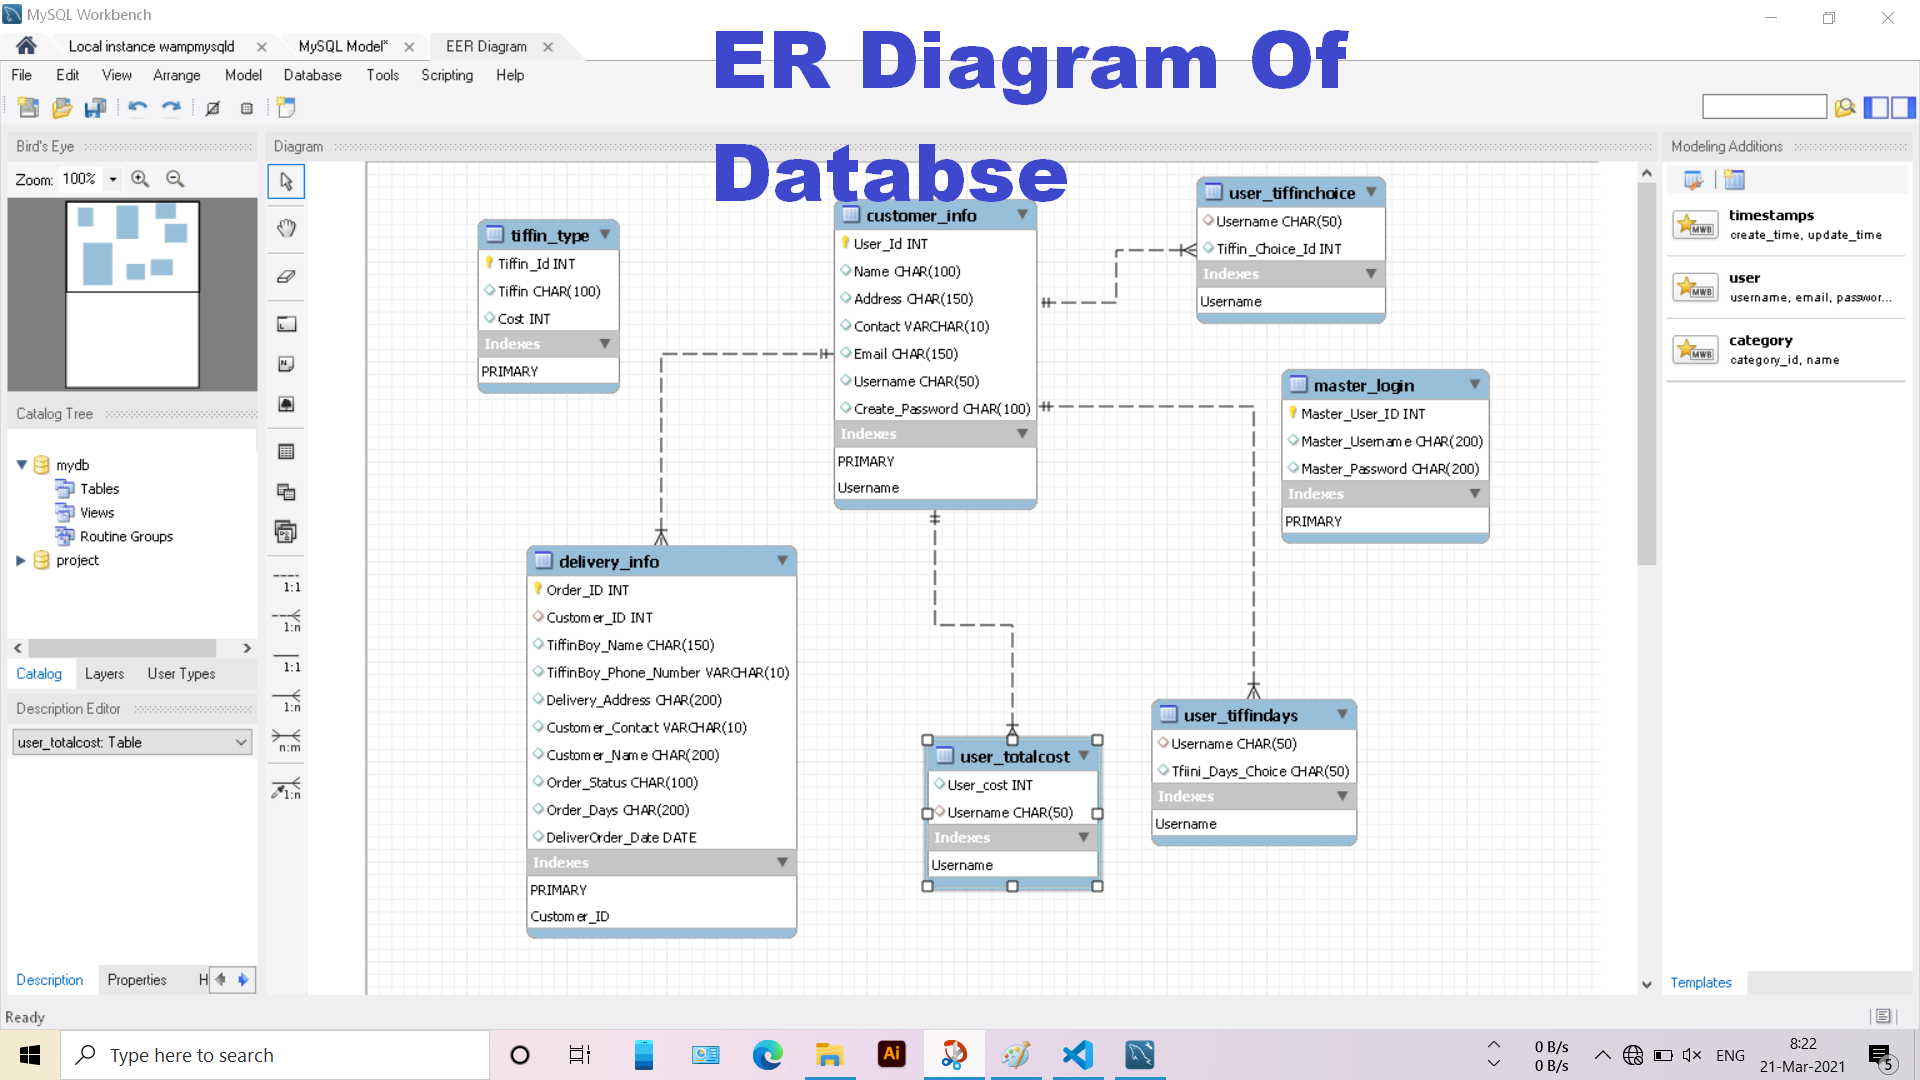 MySQL Workbench
Local instance wampmysqld
MySQL Model*
EER Diagram
ER Diagram Of
Databse
File Edit View Arrange Model Database Tools Scripting Help
Bird's Eye
Zoom: 100%
Catalog Tree
mydb
Tables
Views
Routine Groups
project
Catalog Layers User Types
Description Editor
user_totalcost: Table
Description Properties H
Ready
Diagram
1:1
1:n
1:1
1:n
n:m
1:n
tiffin_type
Tiffin_Id INT
Tiffin CHAR(100)
Cost INT
Indexes
PRIMARY
customer_info
User_Id INT
Name CHAR(100)
Address CHAR(150)
Contact VARCHAR(10)
Email CHAR(150)
Username CHAR(50)
Create_Password CHAR(100)
Indexes
PRIMARY
Username
user_tiffinchoice
Username CHAR(50)
Tiffin_Choice_Id INT
Indexes
Username
master_login
Master_User_ID INT
Master_Username CHAR(200)
Master_Password CHAR(200)
Indexes
PRIMARY
delivery_info
Order_ID INT
Customer_ID INT
TiffinBoy_Name CHAR(150)
TiffinBoy_Phone_Number VARCHAR(10)
Delivery_Address CHAR(200)
Customer_Contact VARCHAR(10)
Customer_Name CHAR(200)
Order_Status CHAR(100)
Order_Days CHAR(200)
DeliverOrder_Date DATE
Indexes
PRIMARY
Customer_ID
user_totalcost
User_cost INT
Username CHAR(50)
Indexes
Username
user_tiffindays
Username CHAR(50)
Tfiini_Days_Choice CHAR(50)
Indexes
Username
Modeling Additions
MWB
timestamps
create_time, update_time
MWB
user
username, email, passwor...
MWB
category
category_id, name
Templates
Type here to search
Ai
0 B/s
0 B/s
ENG
8:22
21-Mar-2021
5